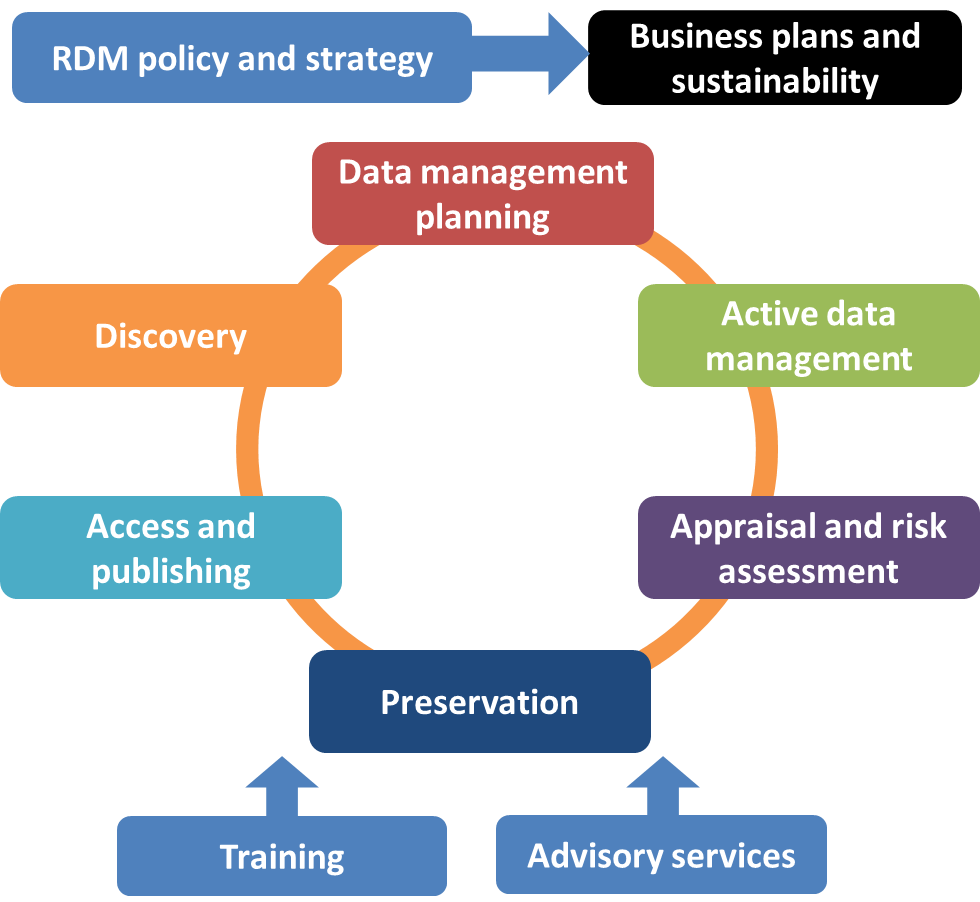 RDM policy and strategy
Business plans and
sustainability
Data management
planning
Discovery
Active data
management
Access and
publishing
Appraisal and risk
assessment
Preservation
Training
Advisory services